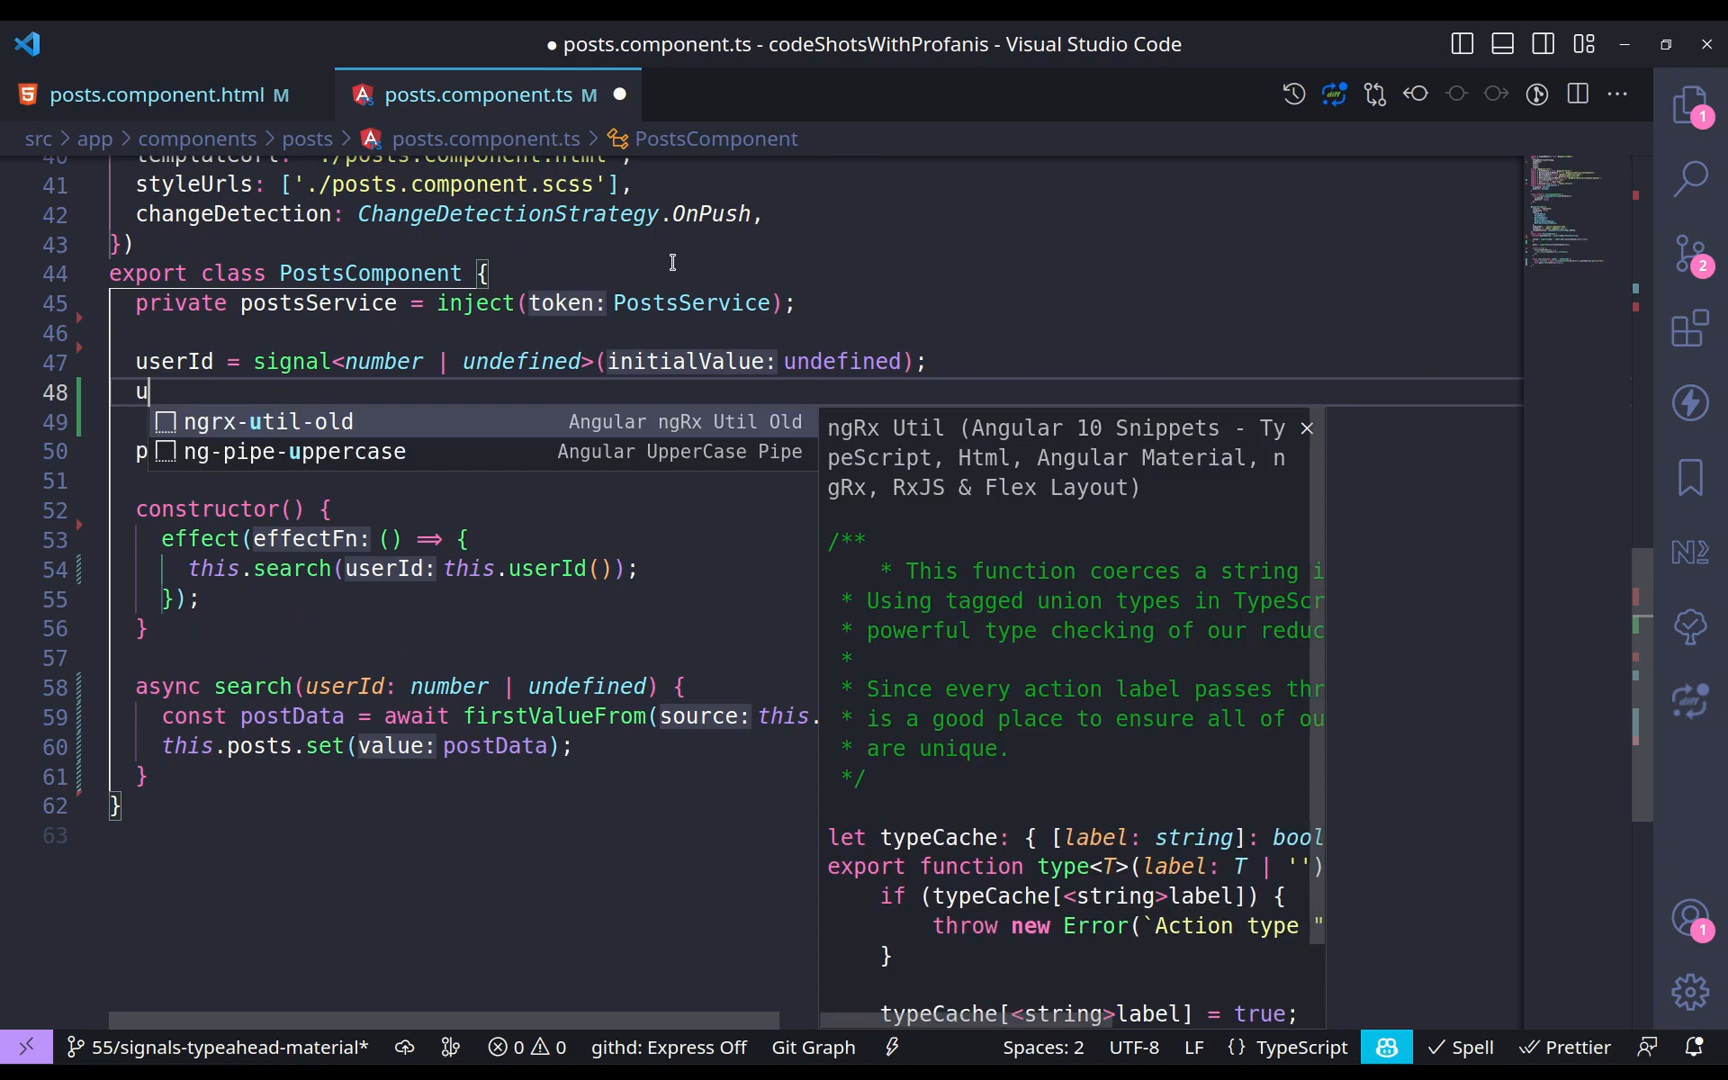 ● posts.component.ts - codeShotsWithProfanis - Visual Studio Code
posts.component.html M
posts.component.ts M ●
src > app > components > posts > posts.component.ts > PostsComponent
40 templateUrl: './posts.component.html',
41 styleUrls: ['./posts.component.scss'],
42 changeDetection: ChangeDetectionStrategy.OnPush,
43 })
44 export class PostsComponent {
45 private postsService = inject(token: PostsService);
46
47 userId = signal<number | undefined>(initialValue: undefined);
48 u
49
ngrx-util-old Angular ngRx Util Old
50 p
ng-pipe-uppercase Angular UpperCase Pipe
51
52 constructor() {
53 effect(effectFn: () => {
54 this.search(userId: this.userId());
55 });
56 }
57
58 async search(userId: number | undefined) {
59 const postData = await firstValueFrom(source: this.
60 this.posts.set(value: postData);
61 }
62 }
63
ngRx Util (Angular 10 Snippets - Ty
peScript, Html, Angular Material, n
gRx, RxJS & Flex Layout)
/**
* This function coerces a string i
* Using tagged union types in TypeScr
* powerful type checking of our reduc
*
* Since every action label passes thr
* is a good place to ensure all of ou
* are unique.
*/
let typeCache: { [label: string]: bool
export function type<T>(label: T | '')
if (typeCache[<string>label]) {
throw new Error(`Action type "
}
typeCache[<string>label] = true;
1
2
1
55/signals-typeahead-material* 0 0 githd: Express Off Git Graph Spaces: 2 UTF-8 LF {} TypeScript Spell Prettier